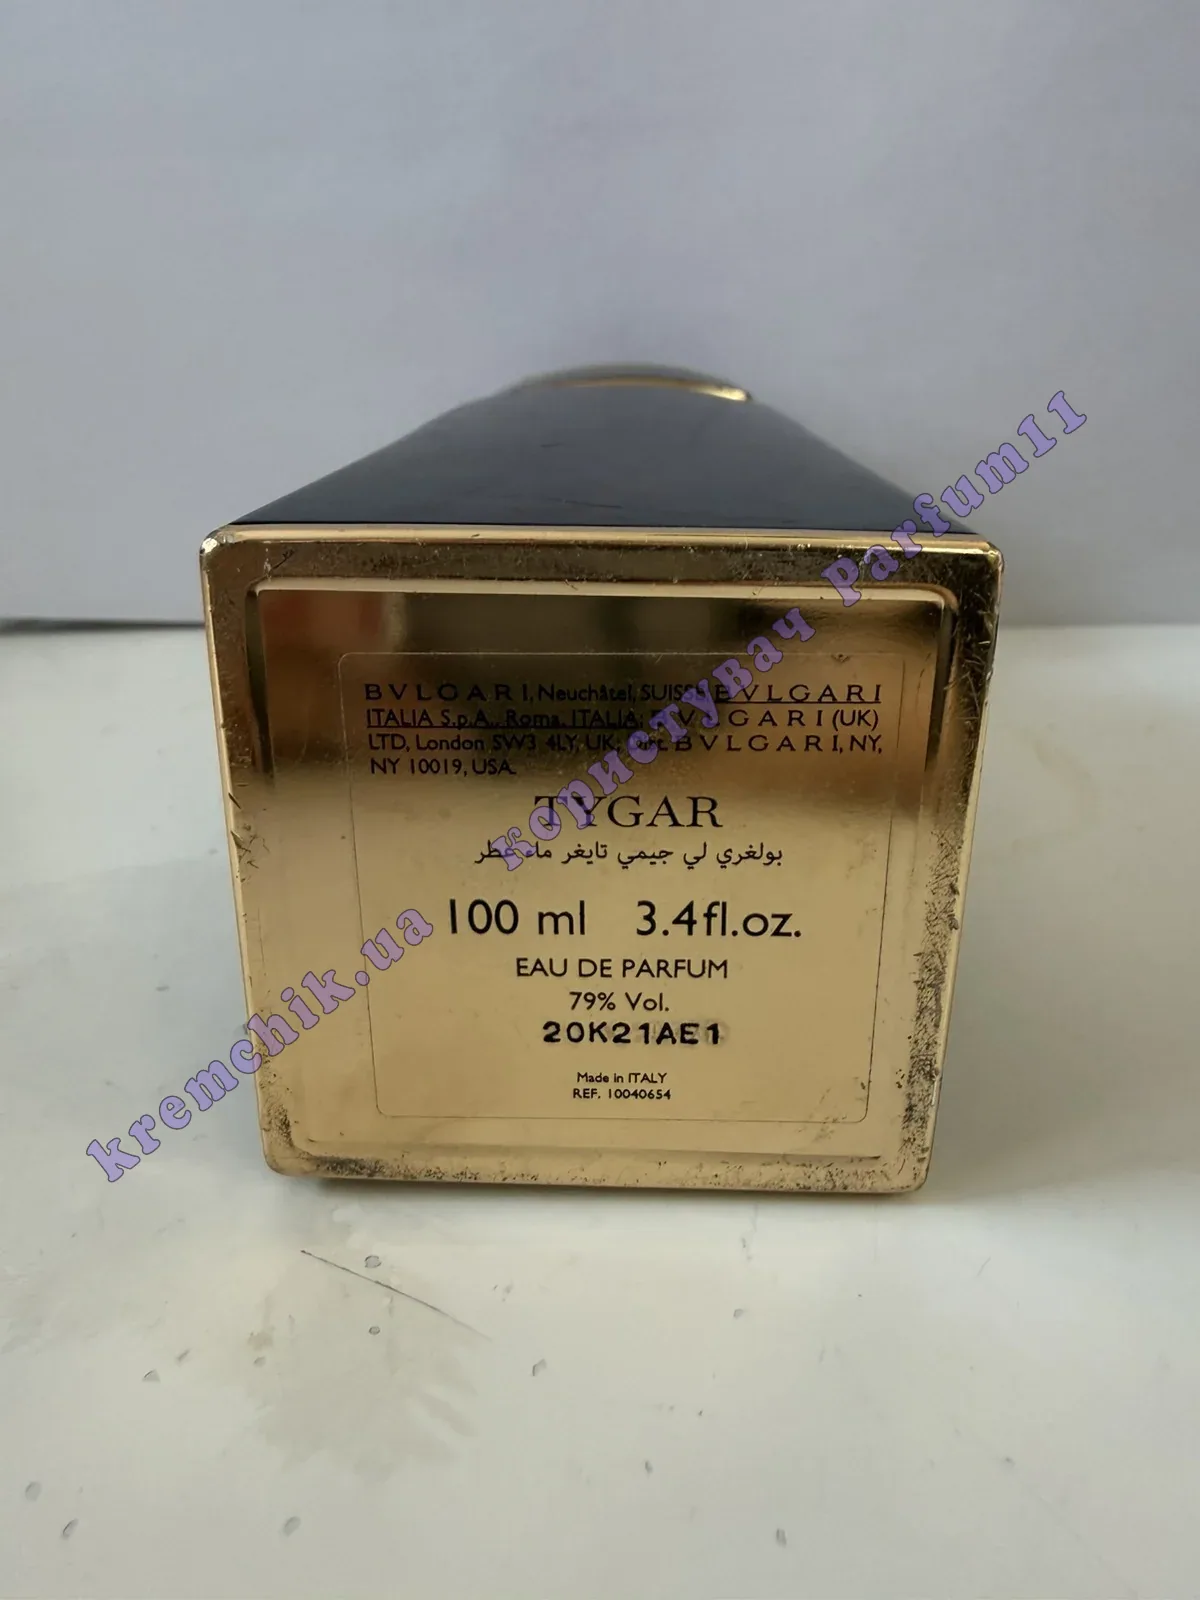 BVLGARI, Neuchâtel, SUISSE BVLGARI
ITALIA S.p.A., Roma, ITALIA; BVLGARI (UK)
LTD, London SW3 4LY, UK; Dist. BVLGARI, NY,
NY 10019, USA.
TYGAR
بولغري لي جيمي تايغر ماء عطر
100 ml 3.4fl.oz.
EAU DE PARFUM
79% Vol.
20K21AE1
Made in ITALY
REF. 10040654
kremchik.ua користувач Parfum11